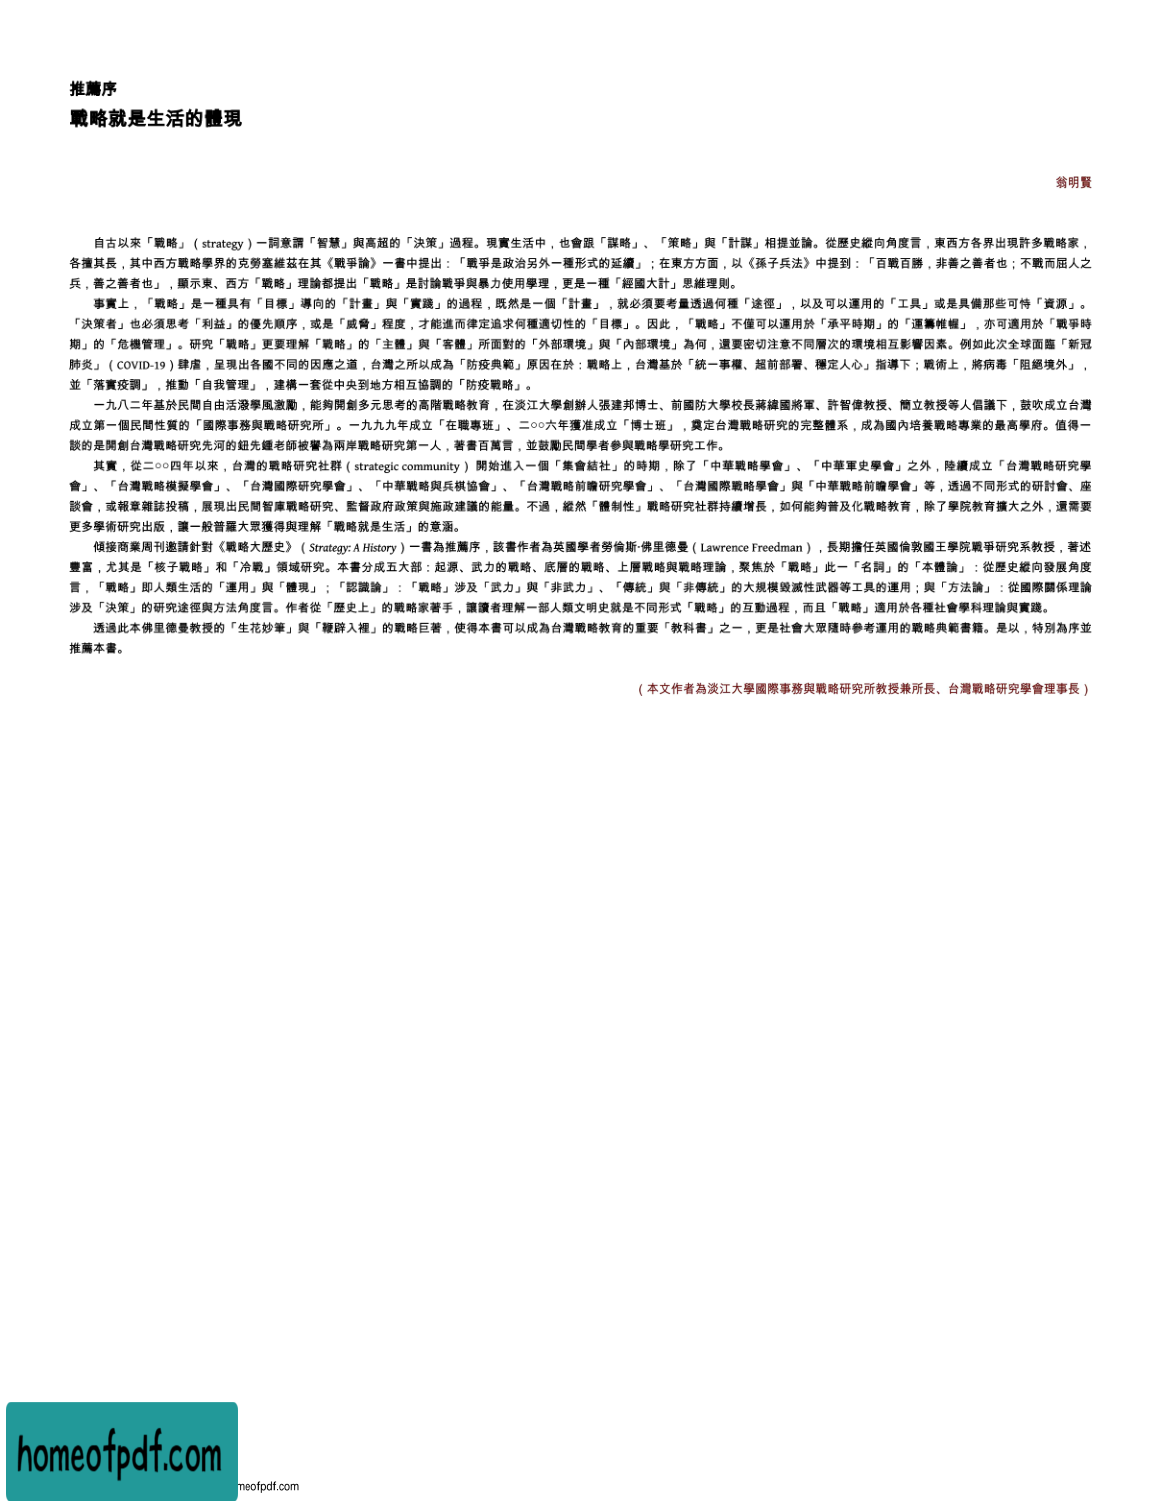 推薦序
戰略就是生活的體現
翁明賢
自古以來「戰略」（strategy）一詞意謂「智慧」與高超的「決策」過程。現實生活中，也會跟「謀略」、「策略」與「計謀」相提並論。從歷史縱向角度言，東西方各界出現許多戰略家，
各擅其長，其中西方戰略學界的克勞塞維茲在其《戰爭論》一書中提出：「戰爭是政治另外一種形式的延續」；在東方方面，以《孫子兵法》中提到：「百戰百勝，非善之善者也；不戰而屈人之
兵，善之善者也」，顯示東、西方「戰略」理論都提出「戰略」是討論戰爭與暴力使用學理，更是一種「經國大計」思維理則。
事實上，「戰略」是一種具有「目標」導向的「計畫」與「實踐」的過程，既然是一個「計畫」，就必須要考量透過何種「途徑」，以及可以運用的「工具」或是具備那些可恃「資源」。
「決策者」也必須思考「利益」的優先順序，或是「威脅」程度，才能進而律定追求何種適切性的「目標」。因此，「戰略」不僅可以運用於「承平時期」的「運籌帷幄」，亦可適用於「戰爭時
期」的「危機管理」。研究「戰略」更要理解「戰略」的「主體」與「客體」所面對的「外部環境」與「內部環境」為何，還要密切注意不同層次的環境相互影響因素。例如此次全球面臨「新冠
肺炎」（COVID-19）肆虐，呈現出各國不同的因應之道，台灣之所以成為「防疫典範」原因在於：戰略上，台灣基於「統一事權、超前部署、穩定人心」指導下；戰術上，將病毒「阻絕境外」，
並「落實疫調」，推動「自我管理」，建構一套從中央到地方相互協調的「防疫戰略」。
一九八二年基於民間自由活潑學風激勵，能夠開創多元思考的高階戰略教育，在淡江大學創辦人張建邦博士、前國防大學校長蔣緯國將軍、許智偉教授、簡立教授等人倡議下，鼓吹成立台灣
成立第一個民間性質的「國際事務與戰略研究所」。一九九九年成立「在職專班」、二○○六年獲准成立「博士班」，奠定台灣戰略研究的完整體系，成為國內培養戰略專業的最高學府。值得一
談的是開創台灣戰略研究先河的鈕先鍾老師被譽為兩岸戰略研究第一人，著書百萬言，並鼓勵民間學者參與戰略學研究工作。
其實，從二○○四年以來，台灣的戰略研究社群（strategic community） 開始進入一個「集會結社」的時期，除了「中華戰略學會」、「中華軍史學會」之外，陸續成立「台灣戰略研究學
會」、「台灣戰略模擬學會」、「台灣國際研究學會」、「中華戰略與兵棋協會」、「台灣戰略前瞻研究學會」、「台灣國際戰略學會」與「中華戰略前瞻學會」等，透過不同形式的研討會、座
談會，或報章雜誌投稿，展現出民間智庫戰略研究、監督政府政策與施政建議的能量。不過，縱然「體制性」戰略研究社群持續增長，如何能夠普及化戰略教育，除了學院教育擴大之外，還需要
更多學術研究出版，讓一般普羅大眾獲得與理解「戰略就是生活」的意涵。
傾接商業周刊邀請針對《戰略大歷史》（Strategy: A History）一書為推薦序，該書作者為英國學者勞倫斯·佛里德曼（Lawrence Freedman），長期擔任英國倫敦國王學院戰爭研究系教授，著述
豐富，尤其是「核子戰略」和「冷戰」領域研究。本書分成五大部：起源、武力的戰略、底層的戰略、上層戰略與戰略理論，聚焦於「戰略」此一「名詞」的「本體論」：從歷史縱向發展角度
言，「戰略」即人類生活的「運用」與「體現」；「認識論」：「戰略」涉及「武力」與「非武力」、「傳統」與「非傳統」的大規模毀滅性武器等工具的運用；與「方法論」：從國際關係理論
涉及「決策」的研究途徑與方法角度言。作者從「歷史上」的戰略家著手，讓讀者理解一部人類文明史就是不同形式「戰略」的互動過程，而且「戰略」適用於各種社會學科理論與實踐。
透過此本佛里德曼教授的「生花妙筆」與「鞭辟入裡」的戰略巨著，使得本書可以成為台灣戰略教育的重要「教科書」之一，更是社會大眾隨時參考運用的戰略典範書籍。是以，特別為序並
推薦本書。
（本文作者為淡江大學國際事務與戰略研究所教授兼所長、台灣戰略研究學會理事長）
homeofpdf.com
meofpdf.com